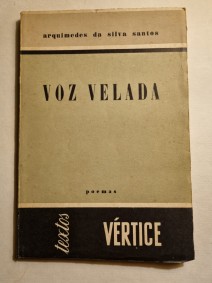 arquimedes da silva santos
VOZ VELADA
poemas
textos
VÉRTICE